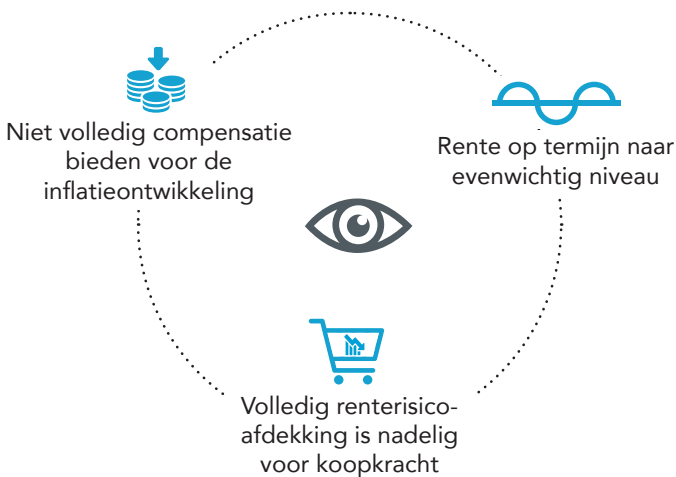 Niet volledig compensatie
bieden voor de
inflatieontwikkeling
Rente op termijn naar
evenwichtig niveau
Volledig renterisico-
afdekking is nadelig
voor koopkracht